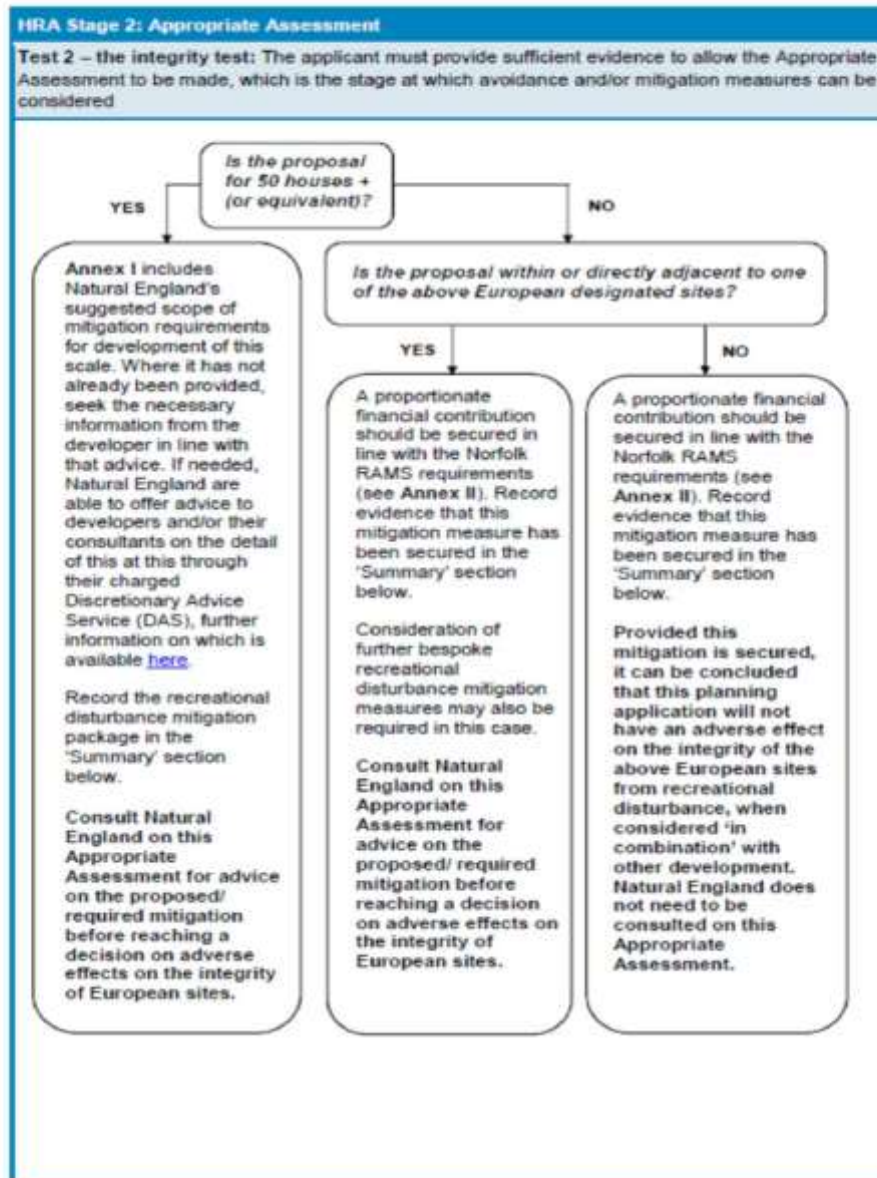 HRA Stage 2: Appropriate Assessment
Test 2 – the integrity test: The applicant must provide sufficient evidence to allow the Appropriate
Assessment to be made, which is the stage at which avoidance and/or mitigation measures can be
considered
Is the proposal
for 50 houses +
(or equivalent)?
YES
NO
Annex I includes
Natural England's
suggested scope of
mitigation requirements
for development of this
scale. Where it has not
already been provided,
seek the necessary
information from the
developer in line with
that advice. If needed,
Natural England are
able to offer advice to
developers and/or their
consultants on the detail
of this at this through
their charged
Discretionary Advice
Service (DAS), further
information on which is
available here.
Record the recreational
disturbance mitigation
package in the
'Summary' section
below.
Consult Natural
England on this
Appropriate
Assessment for advice
on the proposed/
required mitigation
before reaching a
decision on adverse
effects on the integrity
of European sites.
Is the proposal within or directly adjacent to one
of the above European designated sites?
YES
NO
A proportionate
financial contribution
should be secured in
line with the Norfolk
RAMS requirements
(see Annex II). Record
evidence that this
mitigation measure has
been secured in the
'Summary' section
below.
Consideration of
further bespoke
recreational
disturbance mitigation
measures may also be
required in this case.
Consult Natural
England on this
Appropriate
Assessment for
advice on the
proposed/ required
mitigation before
reaching a decision
on adverse effects on
the integrity of
European sites.
A proportionate financial
contribution should be
secured in line with the
Norfolk RAMS
requirements (see
Annex II). Record
evidence that this
mitigation measure has
been secured in the
'Summary' section
below.
Provided this
mitigation is secured,
it can be concluded
that this planning
application will not
have an adverse effect
on the integrity of the
above European sites
from recreational
disturbance, when
considered 'in
combination' with
other development.
Natural England does
not need to be
consulted on this
Appropriate
Assessment.